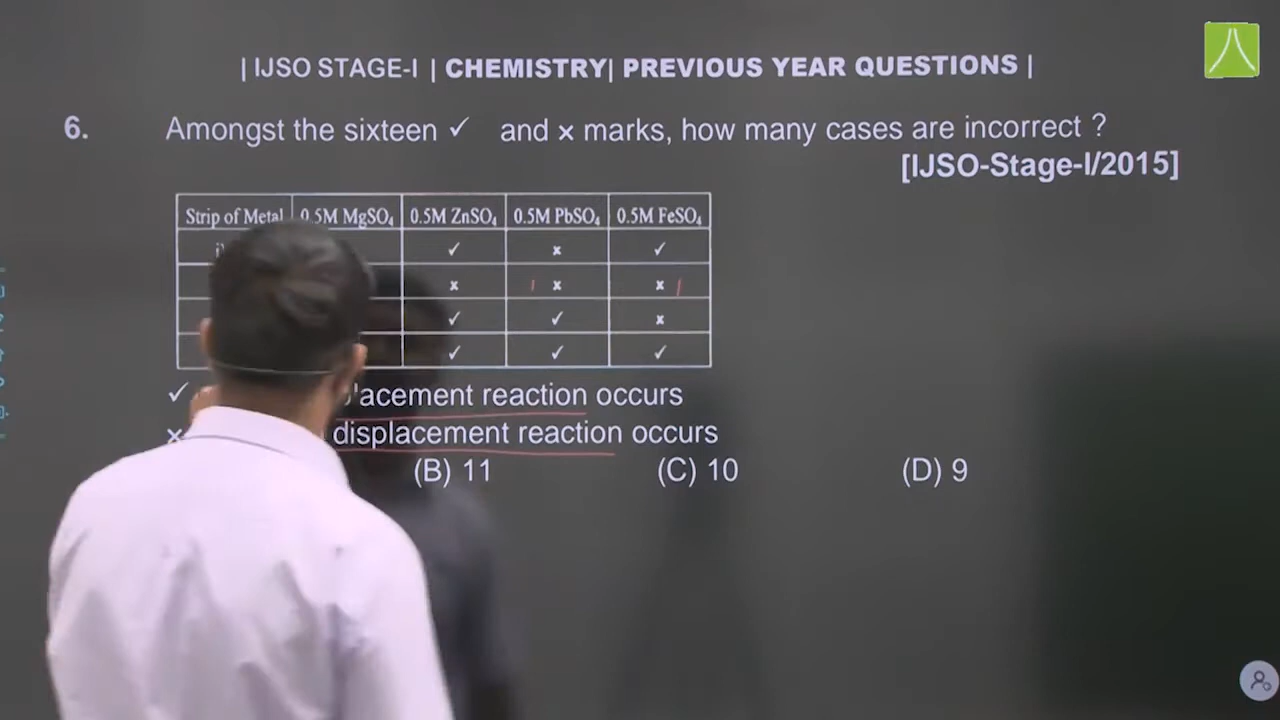 | IJSO STAGE-I | CHEMISTRY| PREVIOUS YEAR QUESTIONS |
6. Amongst the sixteen ✓ and × marks, how many cases are incorrect ?
[IJSO-Stage-I/2015]
Strip of Metal 0.5M MgSO₄ 0.5M ZnSO₄ 0.5M PbSO₄ 0.5M FeSO₄
✓ × ✓
× × ×
✓ ✓ ×
✓ ✓ ✓
✓ reaction occurs
× displacement reaction occurs
(B) 11 (C) 10 (D) 9